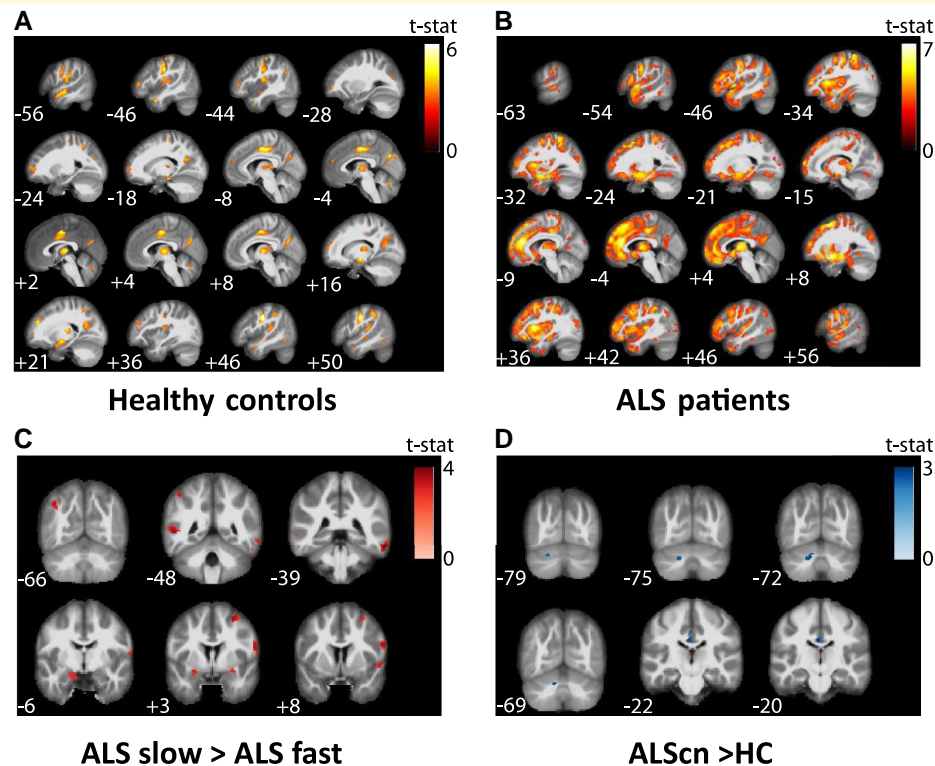 A
t-stat
6
0
-56 -46 -44 -28
-24 -18 -8 -4
+2 +4 +8 +16
+21 +36 +46 +50
Healthy controls
B
t-stat
7
0
-63 -54 -46 -34
-32 -24 -21 -15
-9 -4 +4 +8
+36 +42 +46 +56
ALS patients
C
t-stat
4
0
-66 -48 -39
-6 +3 +8
ALS slow > ALS fast
D
t-stat
3
0
-79 -75 -72
-69 -22 -20
ALScn >HC